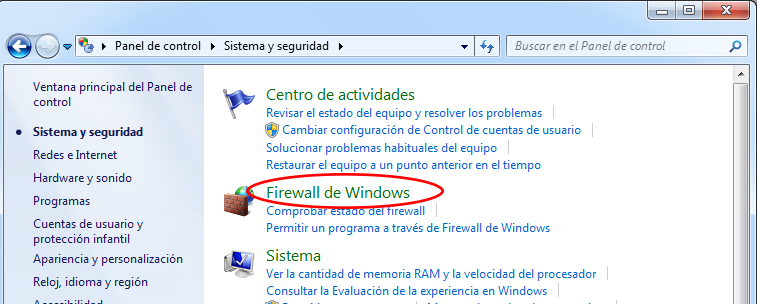 Panel de control
Sistema y seguridad
Buscar en el Panel de control
Ventana principal del Panel de
control
Sistema y seguridad
Redes e Internet
Hardware y sonido
Programas
Cuentas de usuario y
protección infantil
Apariencia y personalización
Reloj, idioma y región
Centro de actividades
Revisar el estado del equipo y resolver los problemas
Cambiar configuración de Control de cuentas de usuario
Solucionar problemas habituales del equipo
Restaurar el equipo a un punto anterior en el tiempo
Firewall de Windows
Comprobar estado del firewall
Permitir un programa a través de Firewall de Windows
Sistema
Ver la cantidad de memoria RAM y la velocidad del procesador
Consultar la Evaluación de la experiencia en Windows